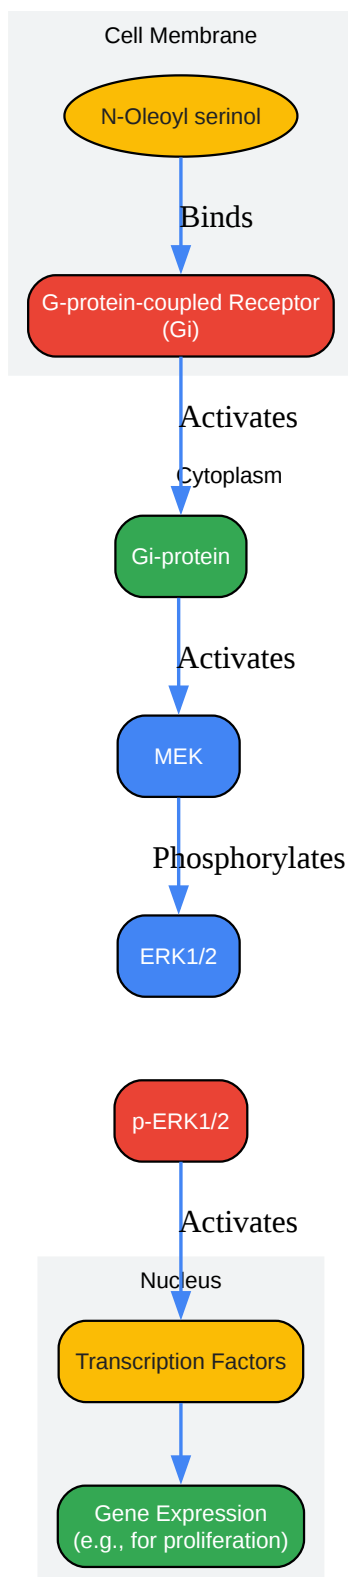 Cell Membrane
N-Oleoyl serinol
Binds
G-protein-coupled Receptor
(Gi)
Activates
Cytoplasm
Gi-protein
Activates
MEK
Phosphorylates
ERK1/2
p-ERK1/2
Activates
Nucleus
Transcription Factors
Gene Expression
(e.g., for proliferation)